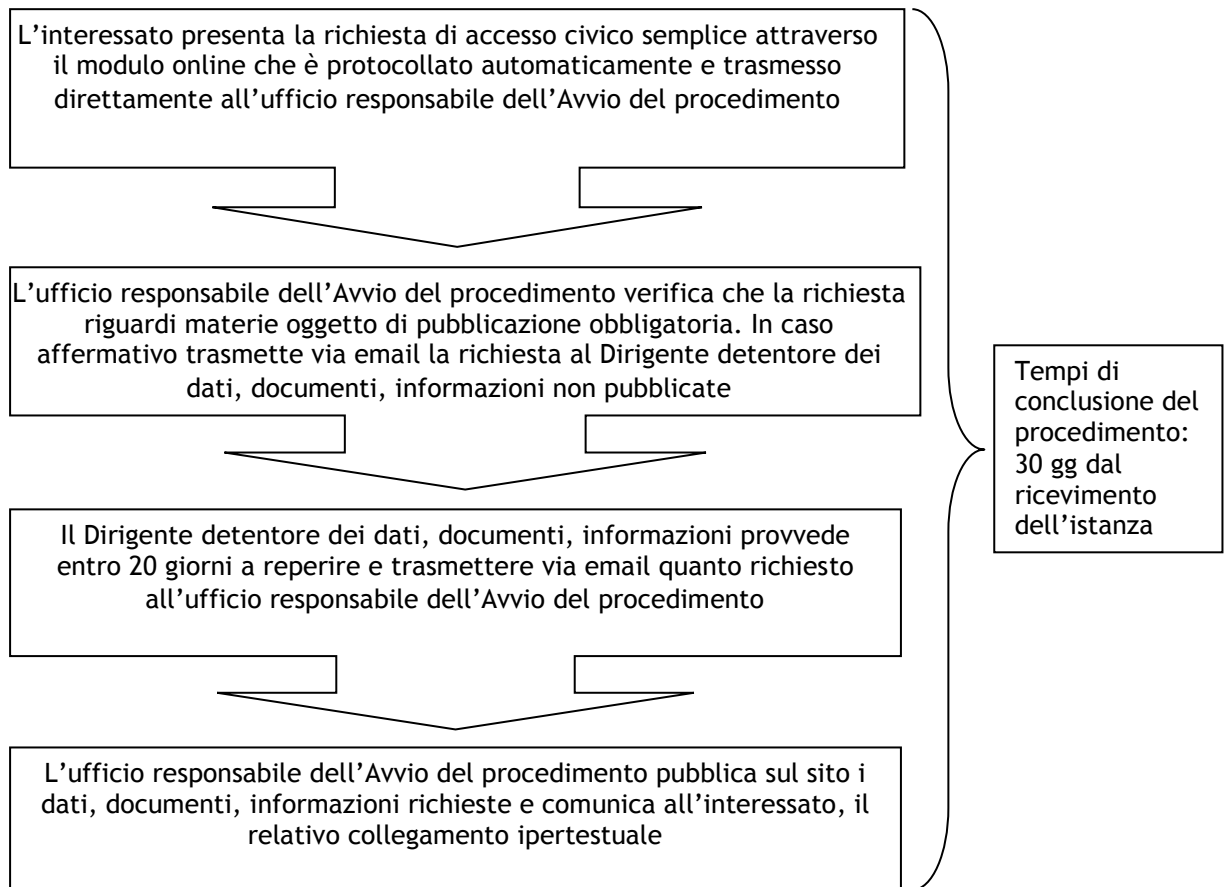 L’interessato presenta la richiesta di accesso civico semplice attraverso
il modulo online che è protocollato automaticamente e trasmesso
direttamente all’ufficio responsabile dell’Avvio del procedimento
L’ufficio responsabile dell’Avvio del procedimento verifica che la richiesta
riguardi materie oggetto di pubblicazione obbligatoria. In caso
affermativo trasmette via email la richiesta al Dirigente detentore dei
dati, documenti, informazioni non pubblicate
Il Dirigente detentore dei dati, documenti, informazioni provvede
entro 20 giorni a reperire e trasmettere via email quanto richiesto
all’ufficio responsabile dell’Avvio del procedimento
L’ufficio responsabile dell’Avvio del procedimento pubblica sul sito i
dati, documenti, informazioni richieste e comunica all’interessato, il
relativo collegamento ipertestuale
Tempi di
conclusione del
procedimento:
30 gg dal
ricevimento
dell’istanza